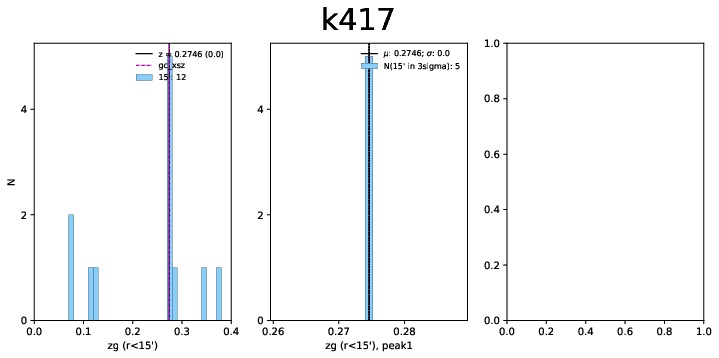 k417
z = 0.2746 (0.0)
gc_xsz
15': 12
N
4
2
0
0.0 0.1 0.2 0.3 0.4
zg (r<15')
μ: 0.2746; σ: 0.0
N(15' in 3sigma): 5
4
2
0
0.26 0.27 0.28
zg (r<15'), peak1
1.0
0.8
0.6
0.4
0.2
0.0
0.0 0.2 0.4 0.6 0.8 1.0